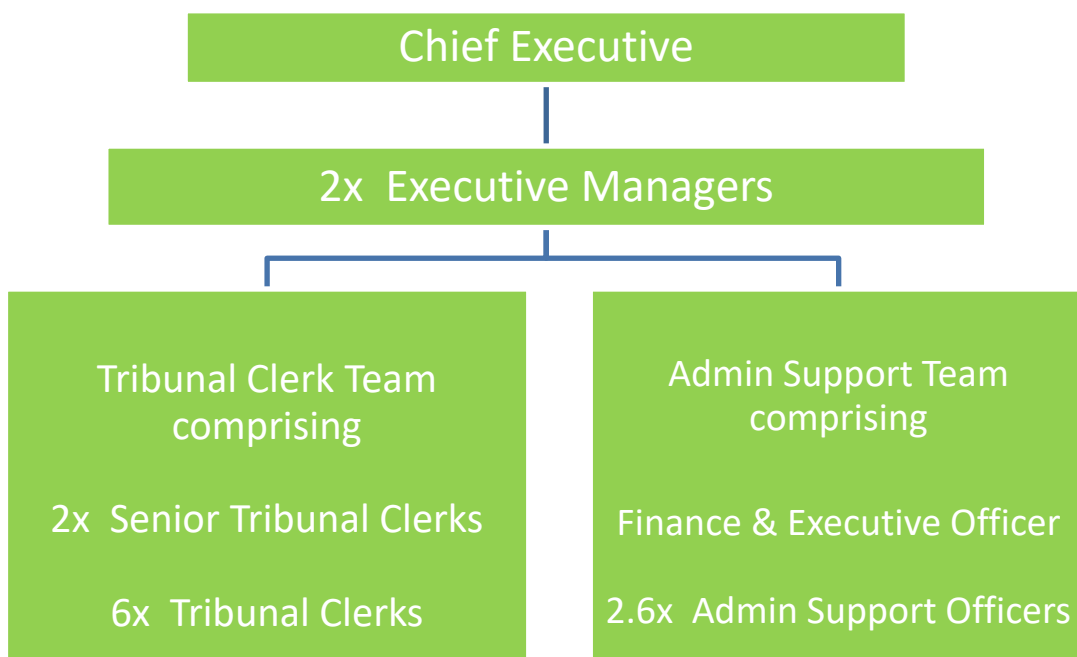 Chief Executive
2x Executive Managers
Tribunal Clerk Team
comprising
2x Senior Tribunal Clerks
6x Tribunal Clerks
Admin Support Team
comprising
Finance & Executive Officer
2.6x Admin Support Officers